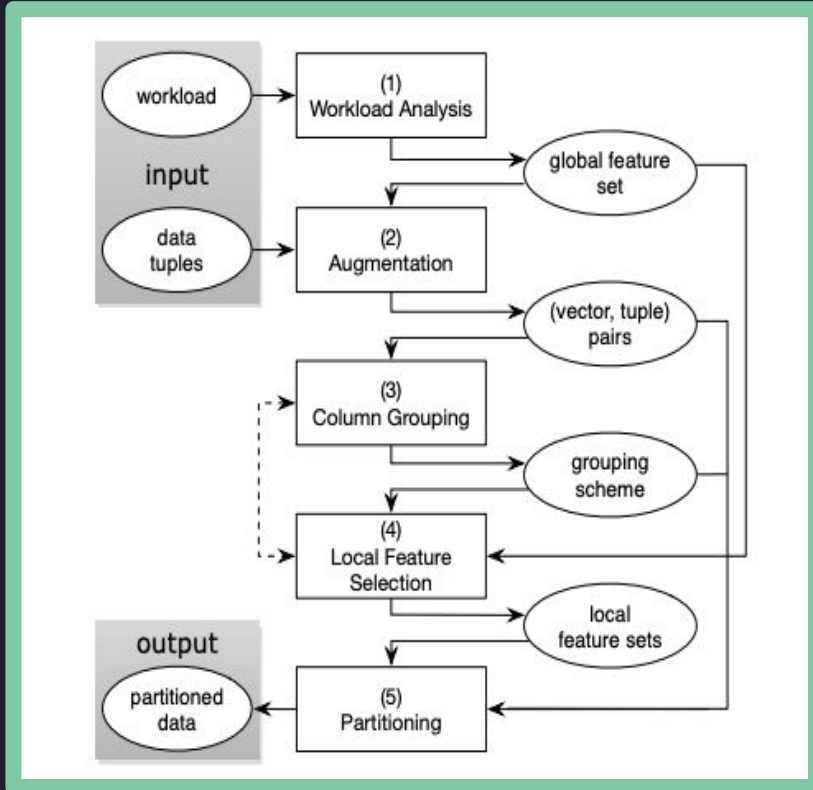 workload
(1)
Workload Analysis
global feature
set
input
data
tuples
(2)
Augmentation
(vector, tuple)
pairs
(3)
Column Grouping
grouping
scheme
(4)
Local Feature
Selection
local
feature sets
output
partitioned
data
(5)
Partitioning